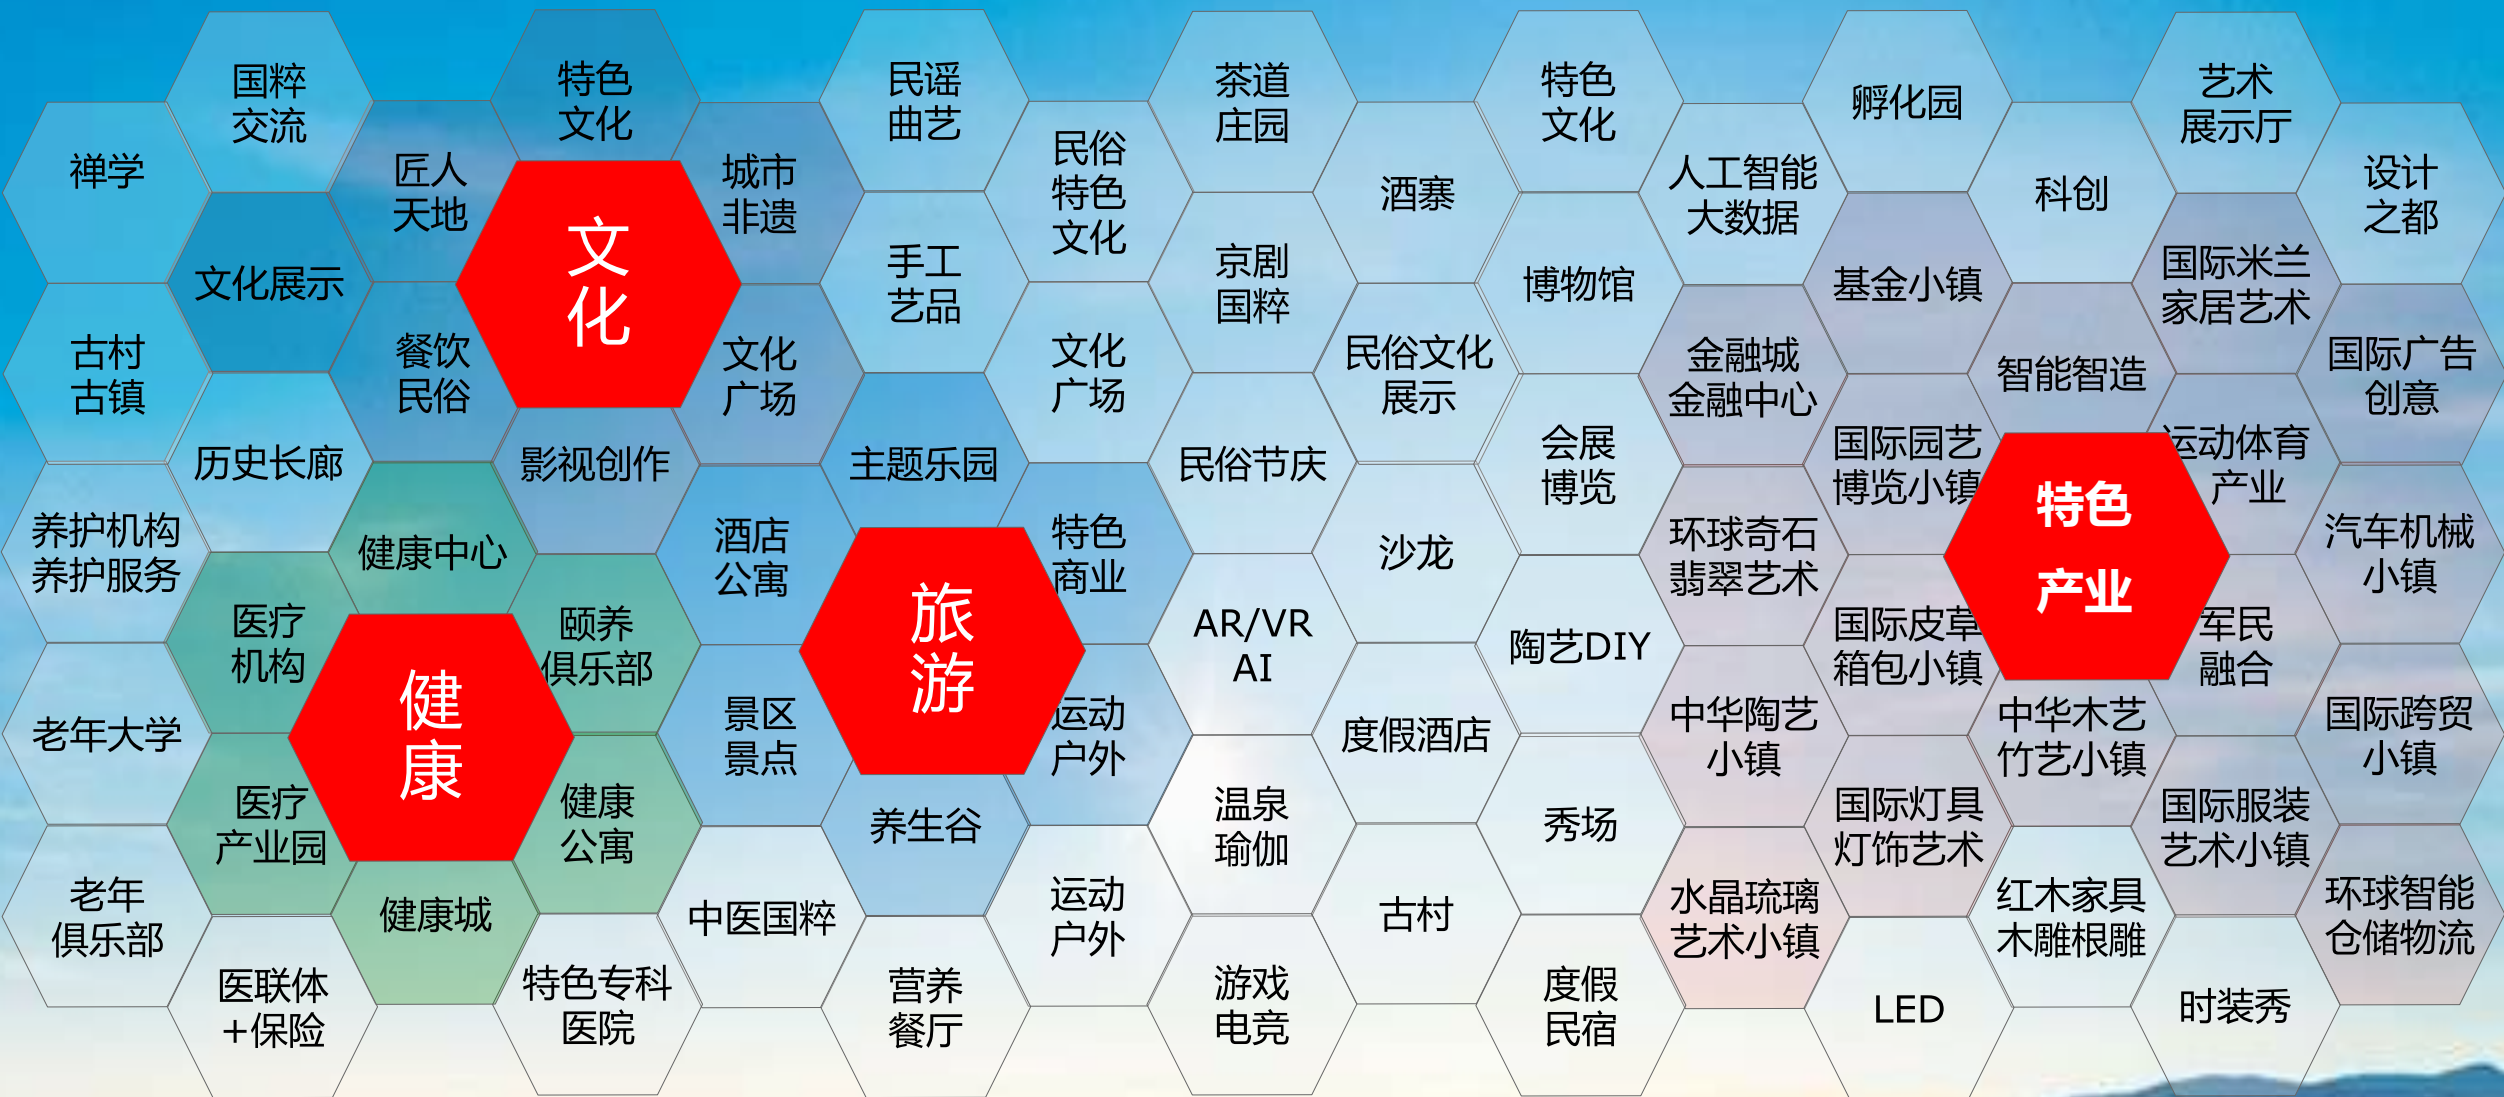 禅学
古村
古镇
养护机构
养护服务
老年大学
老年
俱乐部
国粹
交流
文化展示
历史长廊
医疗
机构
医疗
产业园
医联体
+保险
匠人
天地
餐饮
民俗
健康中心
健
康
健康城
特色
文化
文
化
影视创作
颐养
俱乐部
健康
公寓
特色专科
医院
城市
非遗
文化
广场
酒店
公寓
景区
景点
中医国粹
民谣
曲艺
手工
艺品
主题乐园
旅
游
养生谷
营养
餐厅
民俗
特色
文化
文化
广场
特色
商业
运动
户外
运动
户外
茶道
庄园
京剧
国粹
民俗节庆
AR/VR
AI
温泉
瑜伽
游戏
电竞
酒寨
民俗文化
展示
沙龙
度假酒店
古村
特色
文化
博物馆
会展
博览
陶艺DIY
秀场
度假
民宿
人工智能
大数据
金融城
金融中心
环球奇石
翡翠艺术
中华陶艺
小镇
水晶琉璃
艺术小镇
孵化园
基金小镇
国际园艺
博览小镇
国际皮草
箱包小镇
国际灯具
灯饰艺术
LED
科创
智能智造
特色
产业
中华木艺
竹艺小镇
红木家具
木雕根雕
艺术
展示厅
国际米兰
家居艺术
运动体育
产业
军民
融合
国际服装
艺术小镇
时装秀
设计
之都
国际广告
创意
汽车机械
小镇
国际跨贸
小镇
环球智能
仓储物流